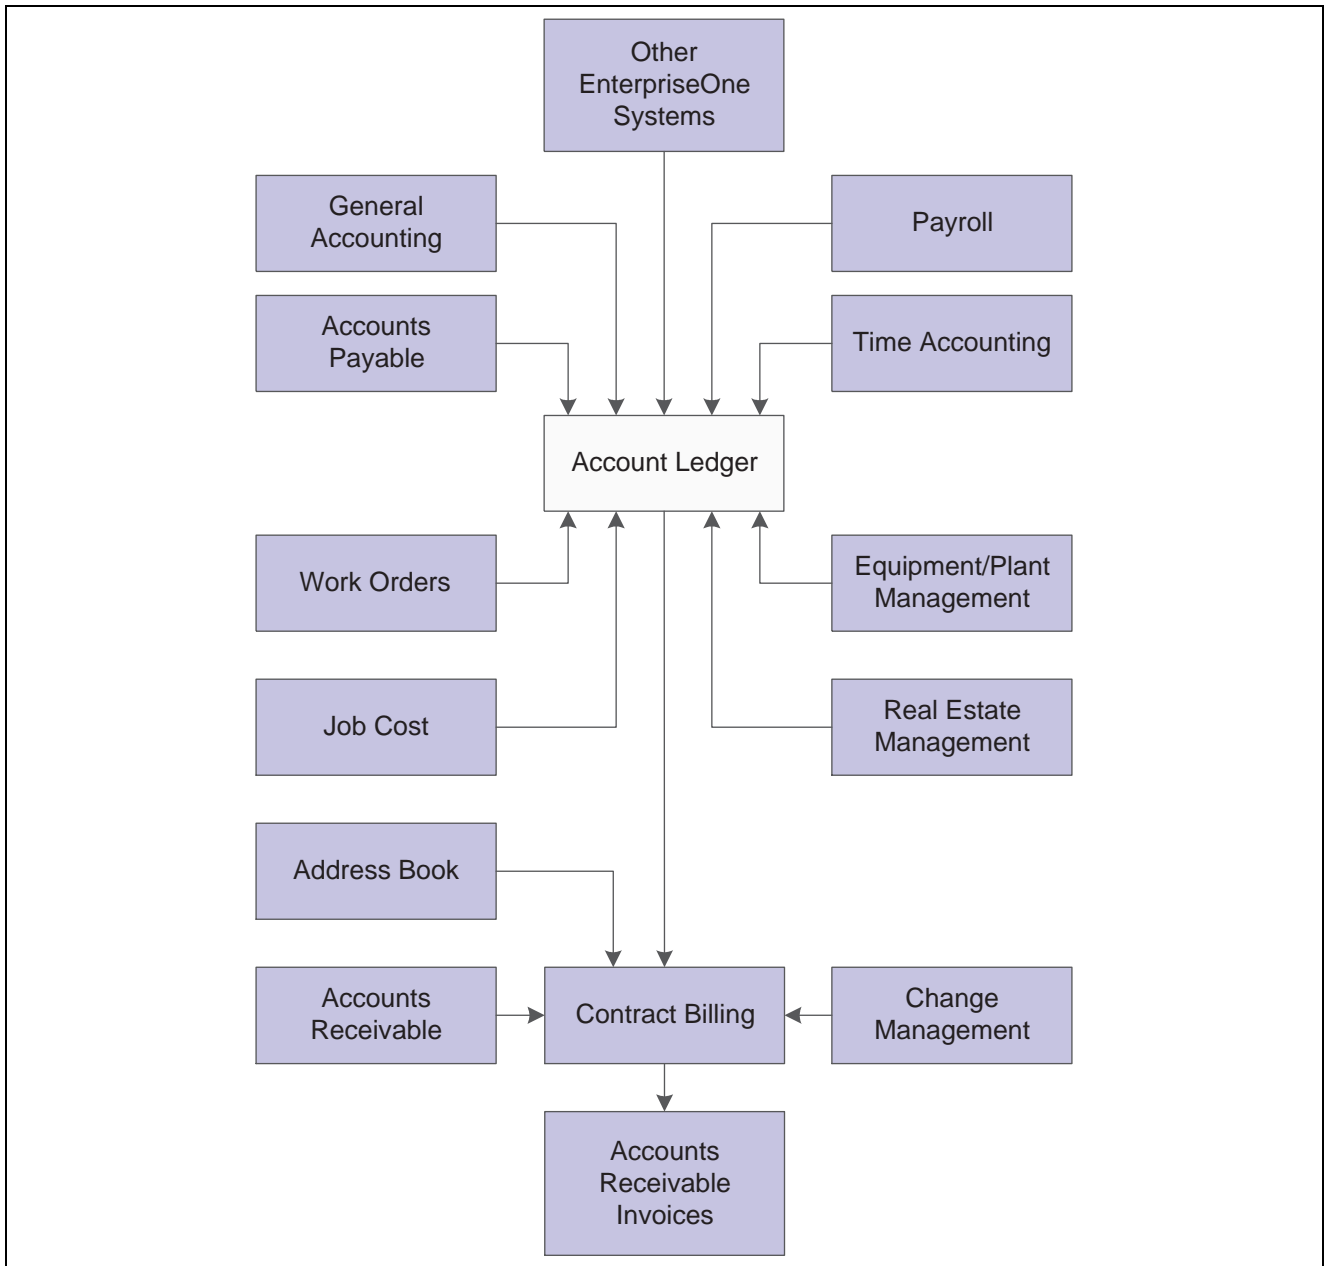 Other
EnterpriseOne
Systems
General
Accounting
Payroll
Accounts
Payable
Time Accounting
Account Ledger
Work Orders
Equipment/Plant
Management
Job Cost
Real Estate
Management
Address Book
Accounts
Receivable
Contract Billing
Change
Management
Accounts
Receivable
Invoices